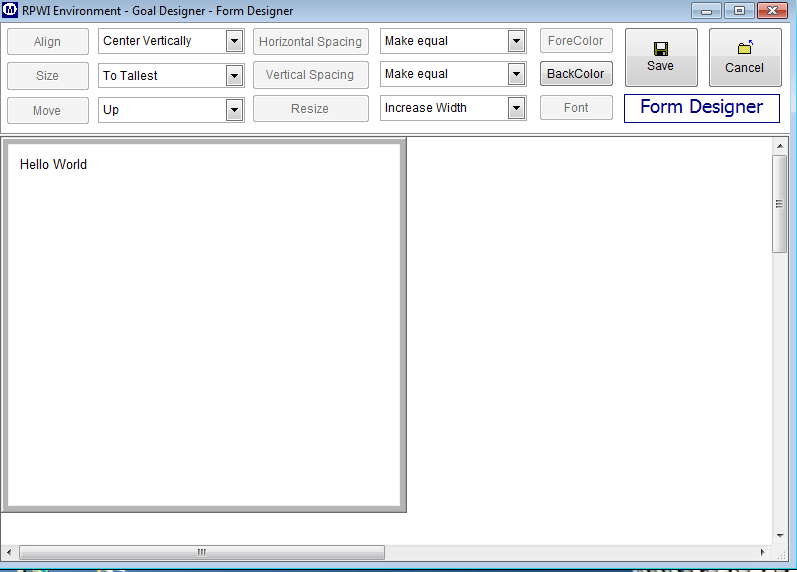 RPWI Environment - Goal Designer - Form Designer
Align Center Vertically Horizontal Spacing Make equal ForeColor
Size To Tallest Vertical Spacing Make equal BackColor
Move Up Resize Increase Width Font
Save Cancel
Form Designer
Hello World